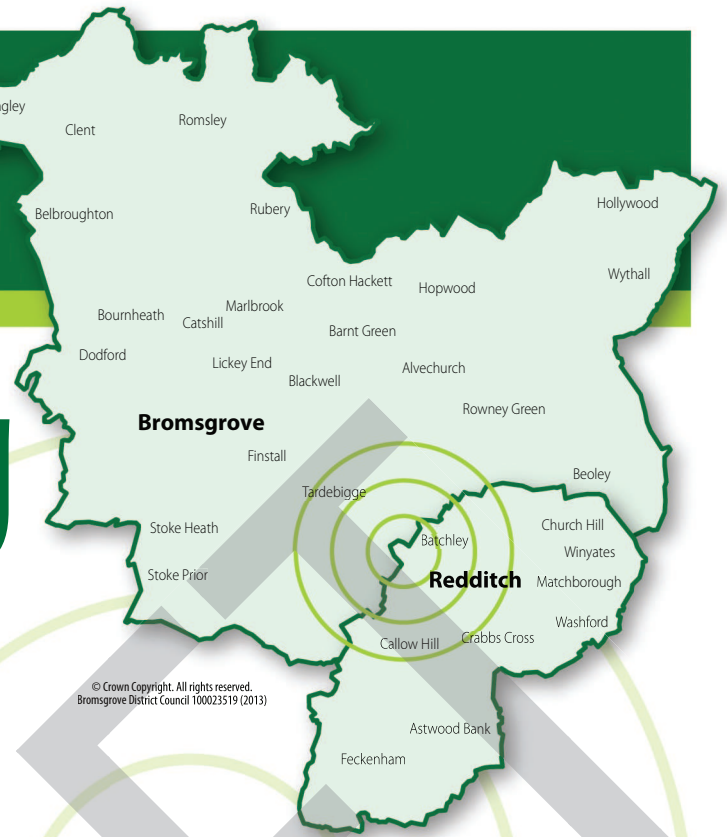 Clent
Romsley
Belbroughton
Rubery
Hollywood
Cofton Hackett
Hopwood
Wythall
Marlbrook
Bournheath
Catshill
Barnt Green
Dodford
Lickey End
Blackwell
Alvechurch
Rowney Green
Bromsgrove
Finstall
Beoley
Tardebigge
Stoke Heath
Church Hill
Batchley
Winyates
Stoke Prior
Redditch
Matchborough
Washford
Callow Hill
Crabbs Cross
© Crown Copyright. All rights reserved.
Bromsgrove District Council 100023519 (2013)
Astwood Bank
Feckenham